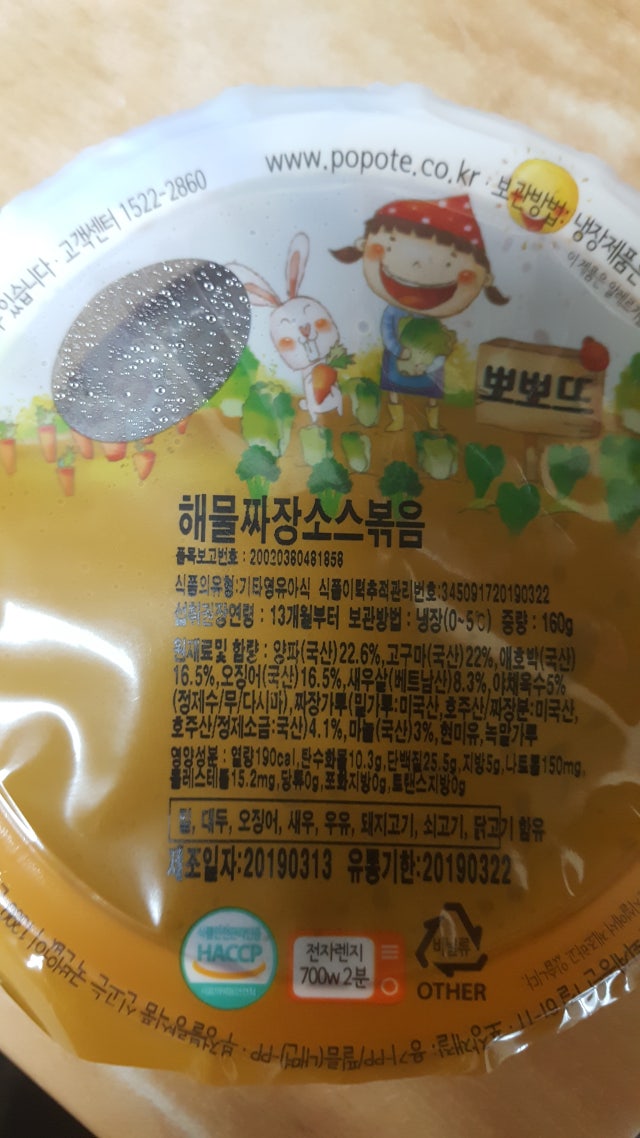 있습니다. 고객센터 1522-2860
www.popote.co.kr
보관방법: 냉장제품은
뽀뽀뜨
해물짜장소스볶음
품목보고번호 : 20020380481858
식품의유형:기타영유아식 식품이력추적관리번호:345091720190322
섭취권장연령 : 13개월부터 보관방법 : 냉장(0~5℃) 중량 : 160g
원재료및 함량 : 양파(국산)22.6%,고구마(국산)22%,애호박(국산)
16.5%,오징어(국산)16.5%,새우살(베트남산)8.3%,야채육수5%
(정제수/무/다시마),짜장가루(밀가루:미국산,호주산/짜장분:미국산,
호주산/정제소금:국산)4.1%,마늘(국산)3%,현미유,녹말가루
영양성분 : 열량190cal,탄수화물10.3g,단백질25.5g,지방5g,나트륨150mg,
콜레스테롤15.2mg,당류0g,포화지방0g,트랜스지방0g
밀, 대두, 오징어, 새우, 우유, 돼지고기, 쇠고기, 닭고기 함유
제조일자:20190313 유통기한:20190322
HACCP
전자렌지
700w 2분
비닐류
OTHER